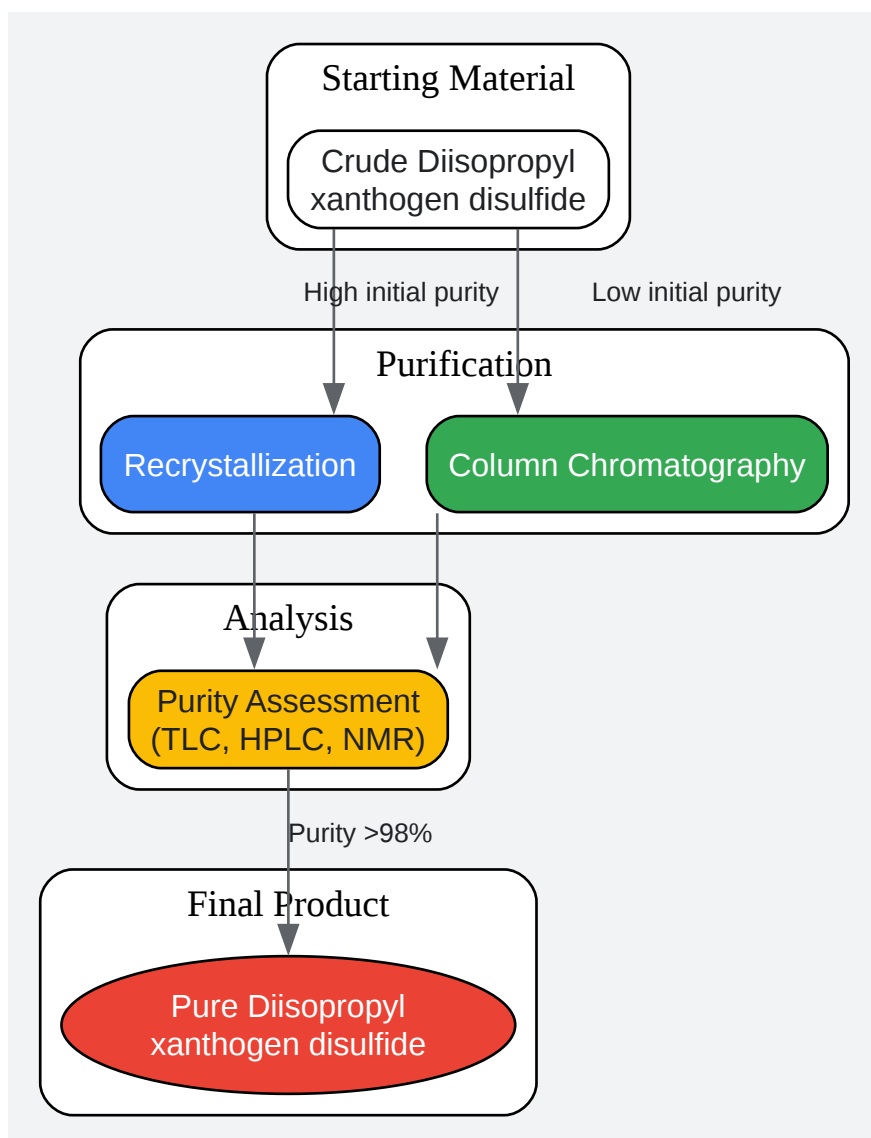 Starting Material
Crude Diisopropyl
xanthogen disulfide
High initial purity
Low initial purity
Purification
Recrystallization
Column Chromatography
Analysis
Purity Assessment
(TLC, HPLC, NMR)
Purity >98%
Final Product
Pure Diisopropyl
xanthogen disulfide